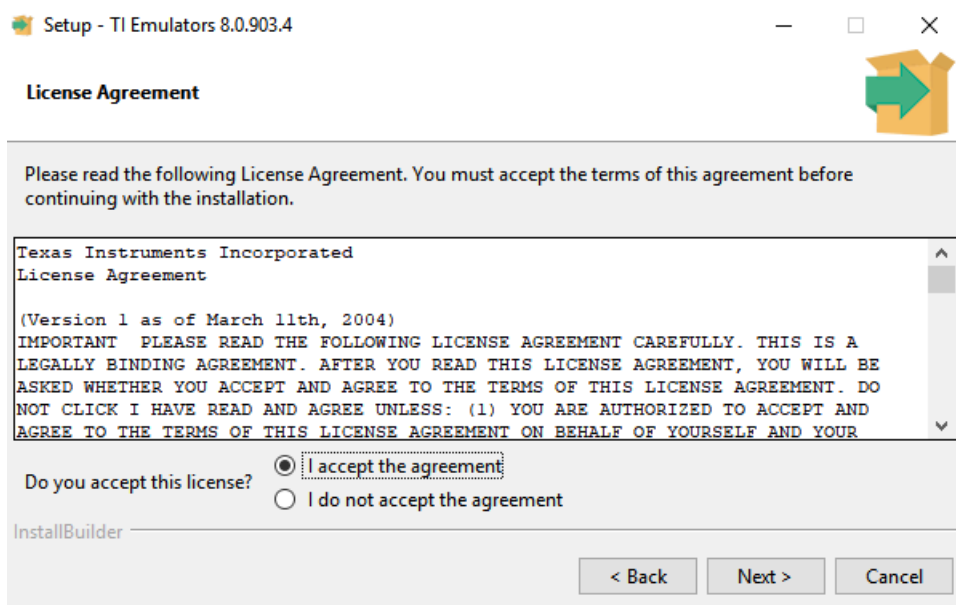 Setup - TI Emulators 8.0.903.4
License Agreement
Please read the following License Agreement. You must accept the terms of this agreement before
continuing with the installation.
Texas Instruments Incorporated
License Agreement
(Version 1 as of March 11th, 2004)
IMPORTANT  PLEASE READ THE FOLLOWING LICENSE AGREEMENT CAREFULLY. THIS IS A
LEGALLY BINDING AGREEMENT. AFTER YOU READ THIS LICENSE AGREEMENT, YOU WILL BE
ASKED WHETHER YOU ACCEPT AND AGREE TO THE TERMS OF THIS LICENSE AGREEMENT. DO
NOT CLICK I HAVE READ AND AGREE UNLESS: (1) YOU ARE AUTHORIZED TO ACCEPT AND
AGREE TO THE TERMS OF THIS LICENSE AGREEMENT ON BEHALF OF YOURSELF AND YOUR
Do you accept this license?
I accept the agreement
I do not accept the agreement
InstallBuilder
< Back
Next >
Cancel